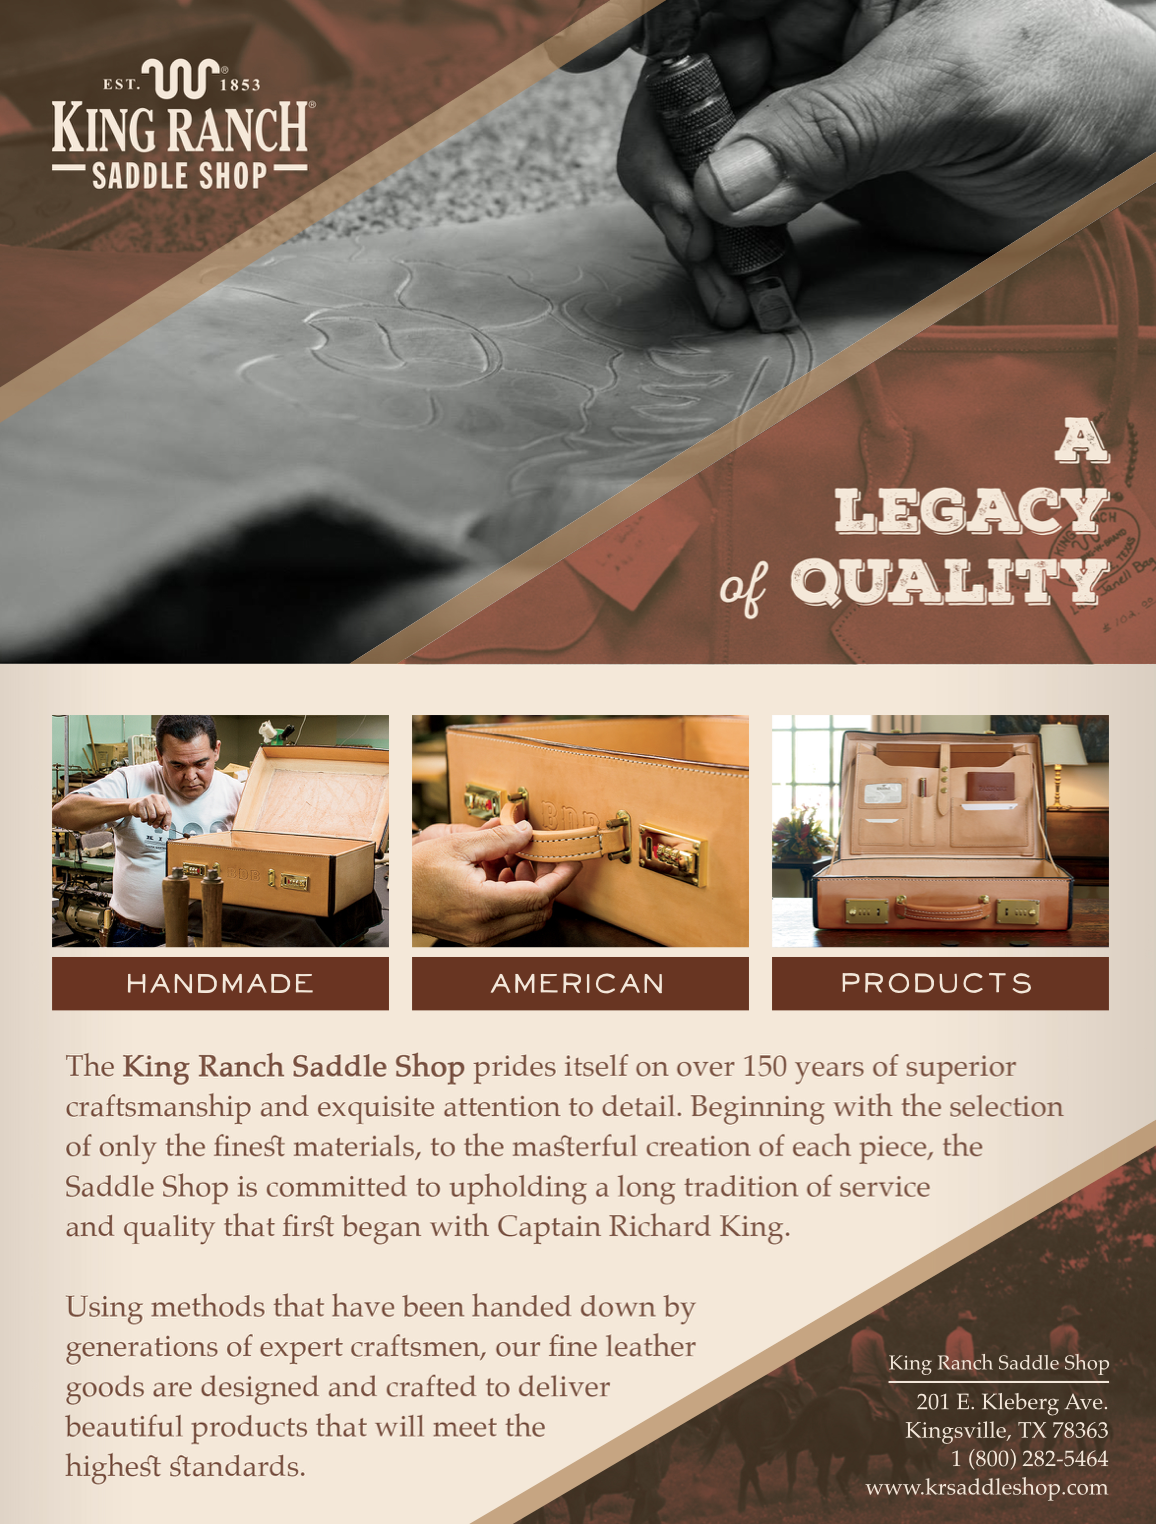 EST. ® 1853
KING RANCH®
SADDLE SHOP
A
LEGACY
of QUALITY
BDB
HANDMADE
AMERICAN
PRODUCTS
The King Ranch Saddle Shop prides itself on over 150 years of superior
craftsmanship and exquisite attention to detail. Beginning with the selection
of only the finest materials, to the masterful creation of each piece, the
Saddle Shop is committed to upholding a long tradition of service
and quality that first began with Captain Richard King.
Using methods that have been handed down by
generations of expert craftsmen, our fine leather
goods are designed and crafted to deliver
beautiful products that will meet the
highest standards.
King Ranch Saddle Shop
201 E. Kleberg Ave.
Kingsville, TX 78363
1 (800) 282-5464
www.krsaddleshop.com